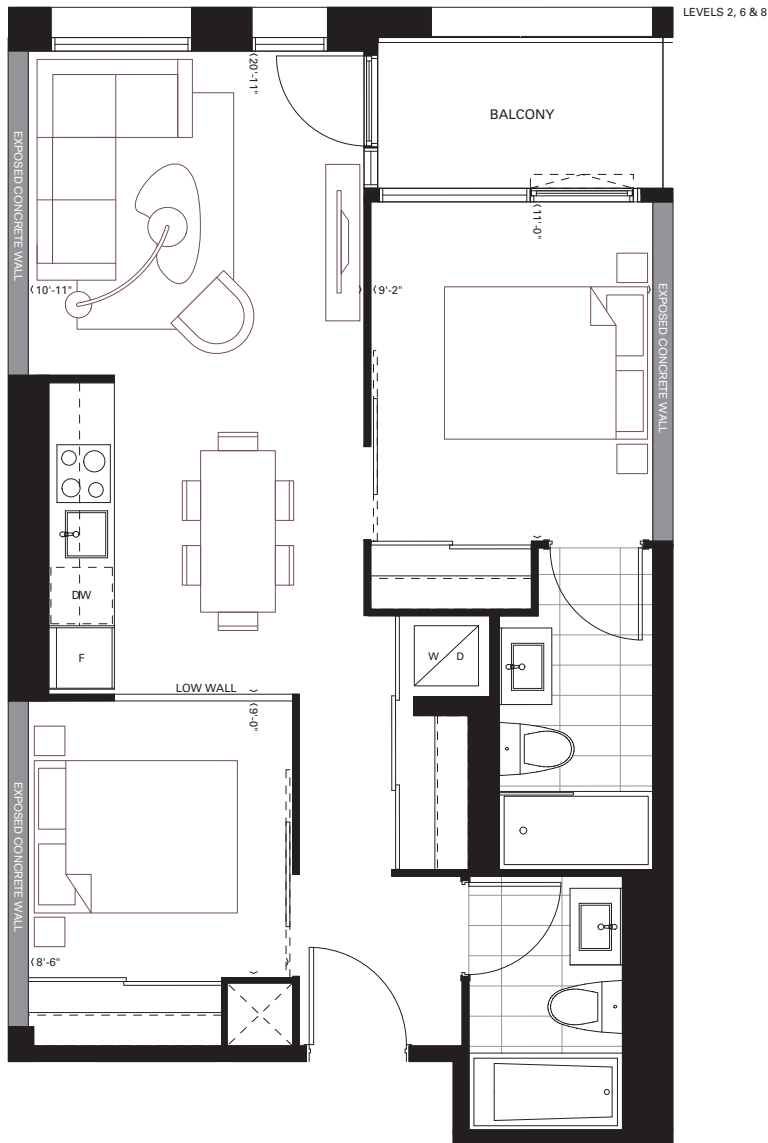 LEVELS 2, 6 & 8
20'-11"
BALCONY
EXPOSED CONCRETE WALL
11'-0"
10'-11"
9'-2"
EXPOSED CONCRETE WALL
DW
F
W D
LOW WALL
9'-0"
EXPOSED CONCRETE WALL
8'-6"